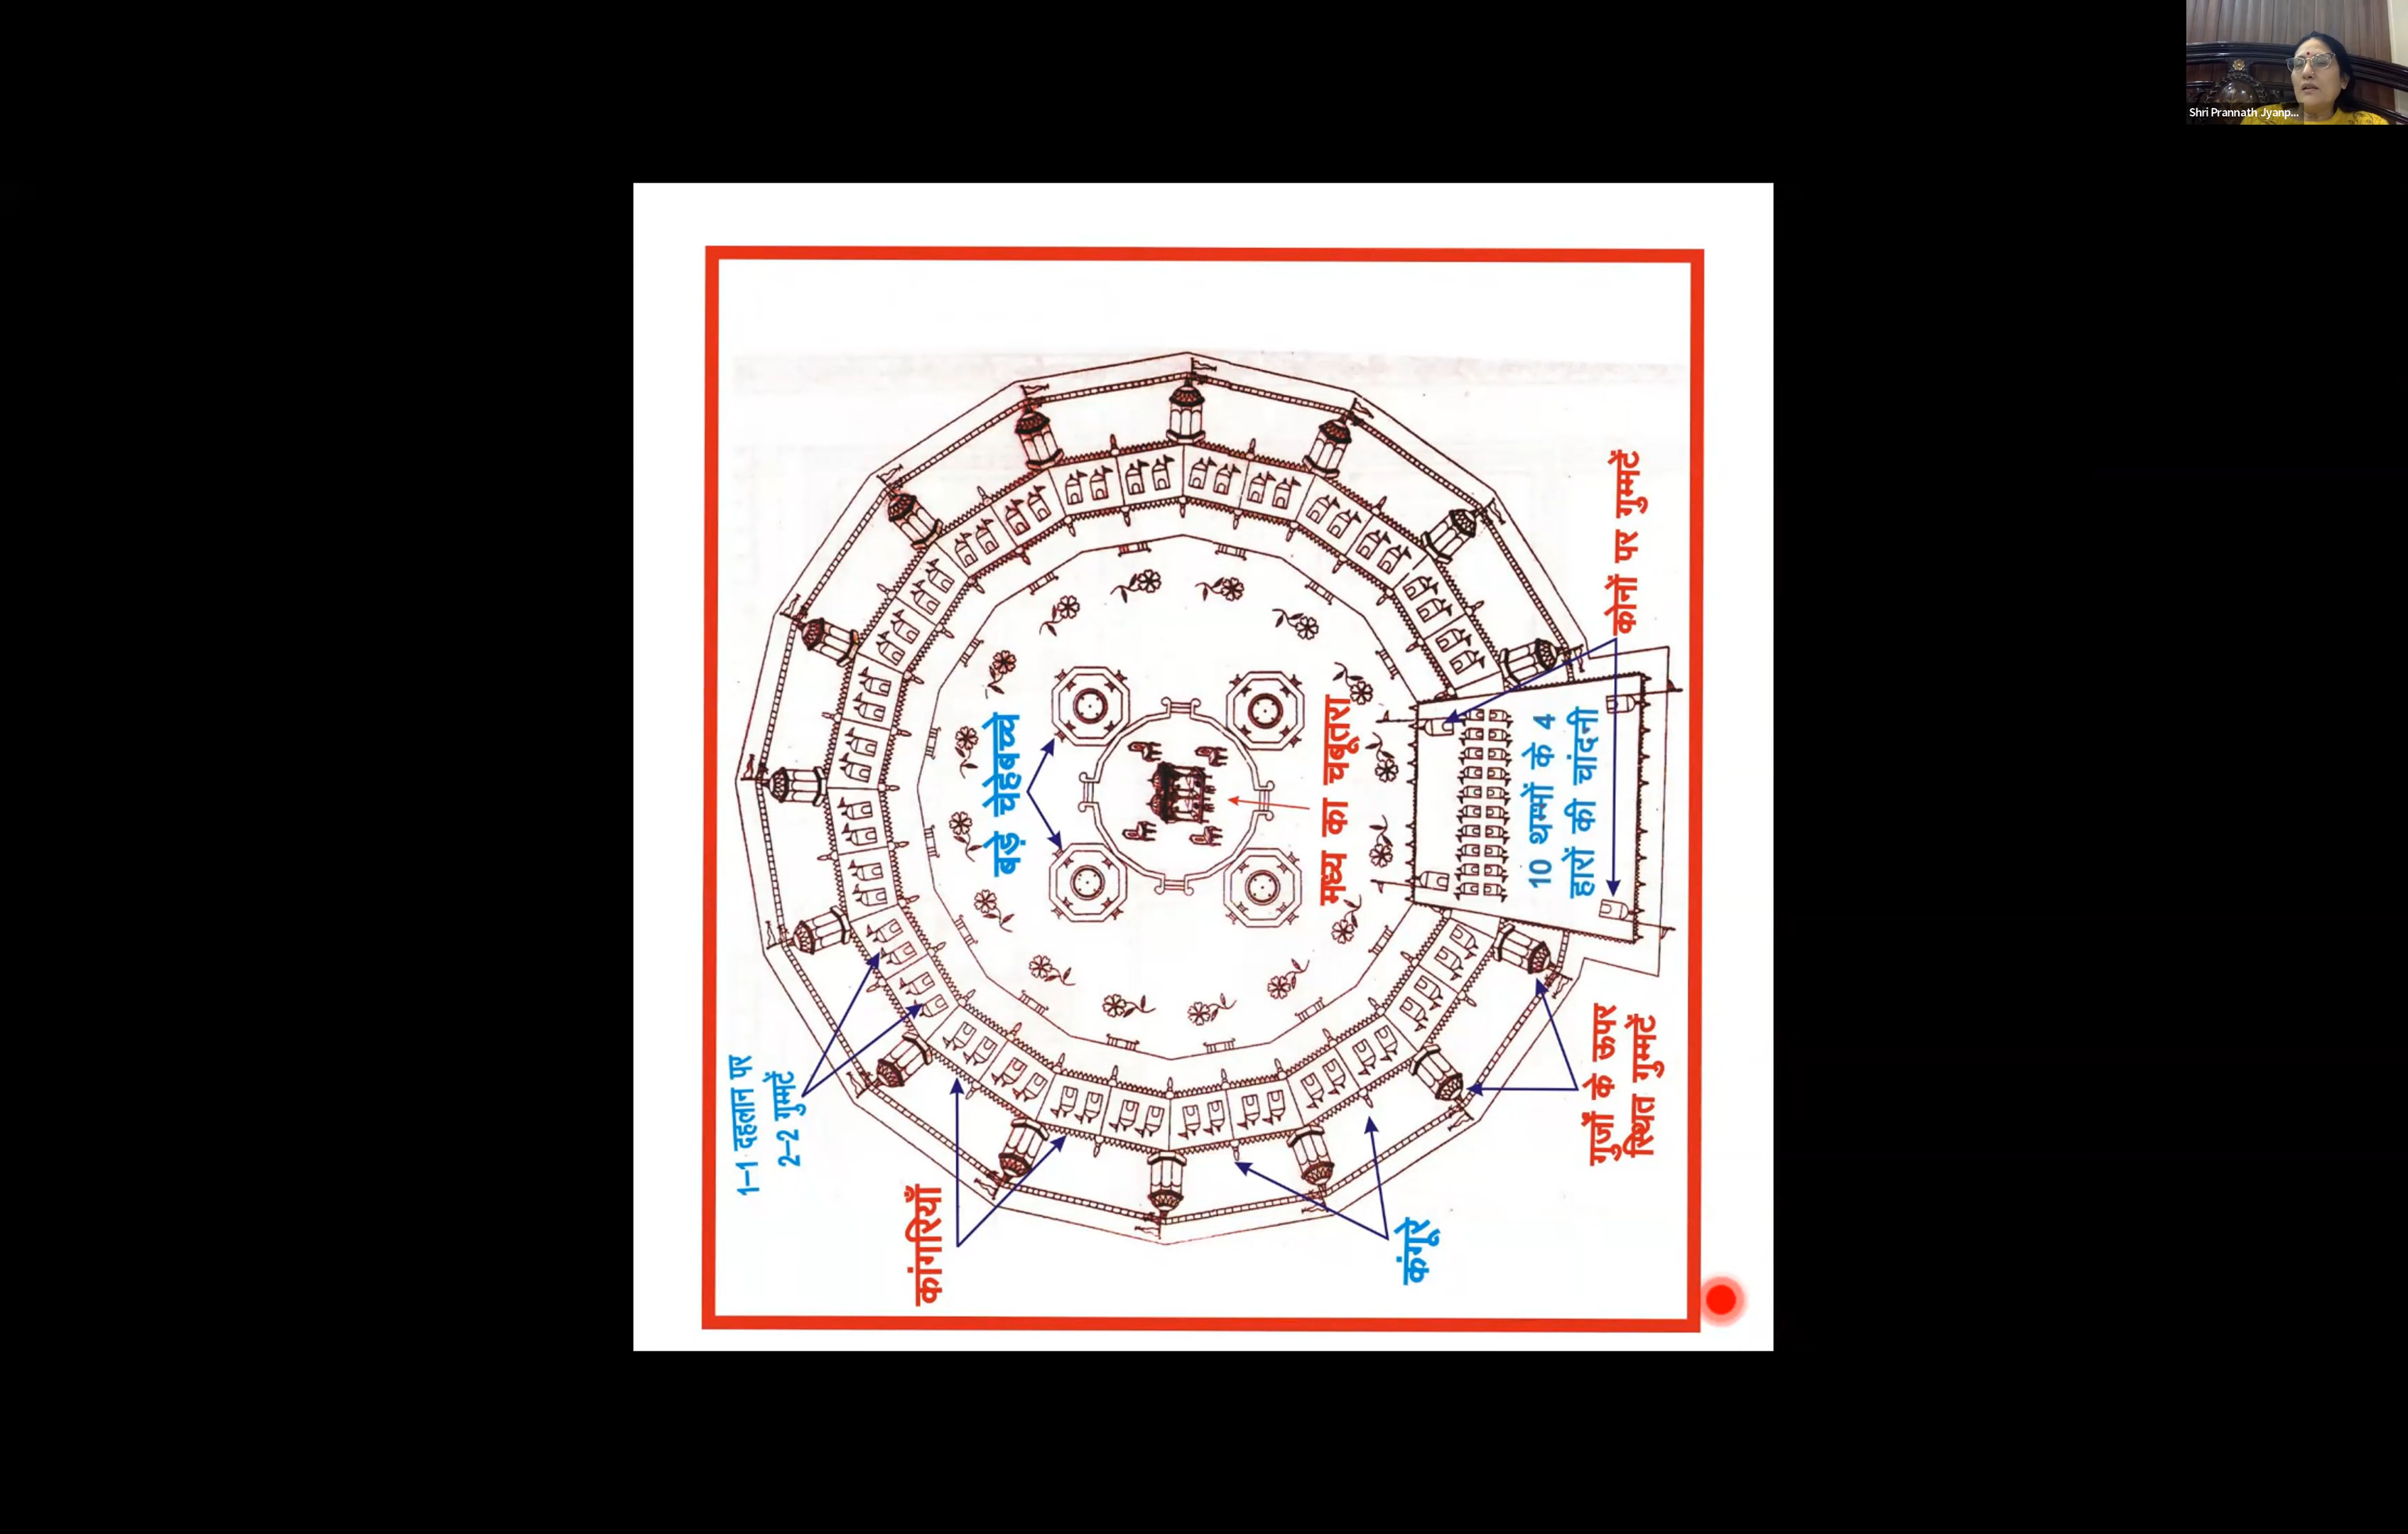 Shri Prannath Jyanp...
1-1 दहलान पर
2-2 गुम्मटें
कांगरियाँ
बड़े चेहेबच्चे
मध्य का चबूतरा
कंगूरे
10 थम्भों के 4
हारों की चांदनी
गुर्जों के ऊपर
स्थित गुम्मटें
कोनों पर गुम्मटें